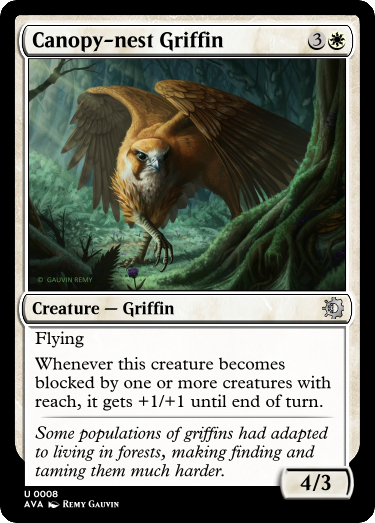 Canopy-nest Griffin 3
© GAUVIN REMY
Creature — Griffin
Flying
Whenever this creature becomes
blocked by one or more creatures with
reach, it gets +1/+1 until end of turn.
Some populations of griffins had adapted
to living in forests, making finding and
taming them much harder.
4/3
U 0008
AVA Remy Gauvin